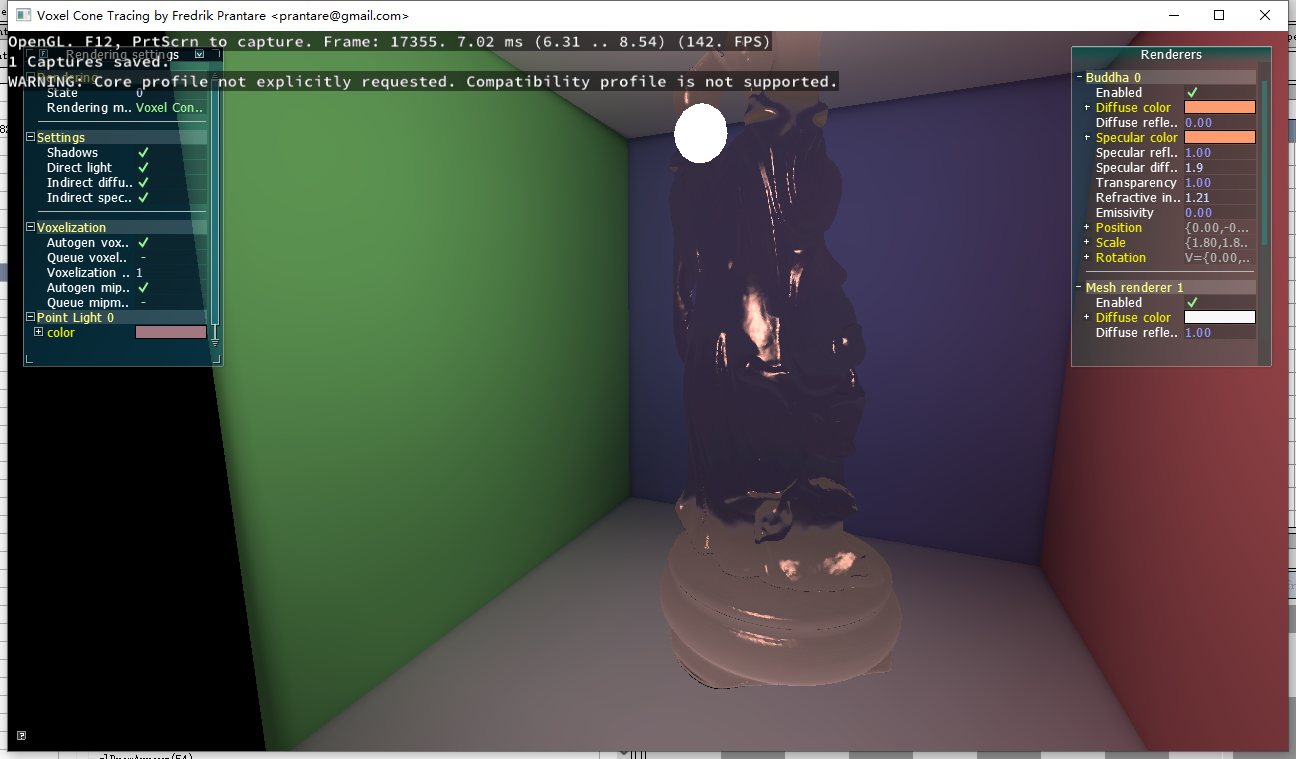 Voxel Cone Tracing by Fredrik Prantare <prantare@gmail.com>
OpenGL. F12, PrtScrn to capture. Frame: 17355. 7.02 ms (6.31 .. 8.54) (142. FPS)
Rendering settings
1 Captures saved.
Rendering
WARNING: Core profile not explicitly requested. Compatibility profile is not supported.
State 0
Rendering m.. Voxel Con..
Settings
Shadows
Direct light
Indirect diffu..
Indirect spec..
Voxelization
Autogen vox..
Queue voxel.. -
Voxelization .. 1
Autogen mip..
Queue mipm.. -
Point Light 0
color
Renderers
Buddha 0
Enabled
Diffuse color
Diffuse refle.. 0.00
Specular color
Specular refl.. 1.00
Specular diff.. 1.9
Transparency 1.00
Refractive in.. 1.21
Emissivity 0.00
Position {0.00,-0...
Scale {1.80,1.8..
Rotation V={0.00,..
Mesh renderer 1
Enabled
Diffuse color
Diffuse refle.. 1.00